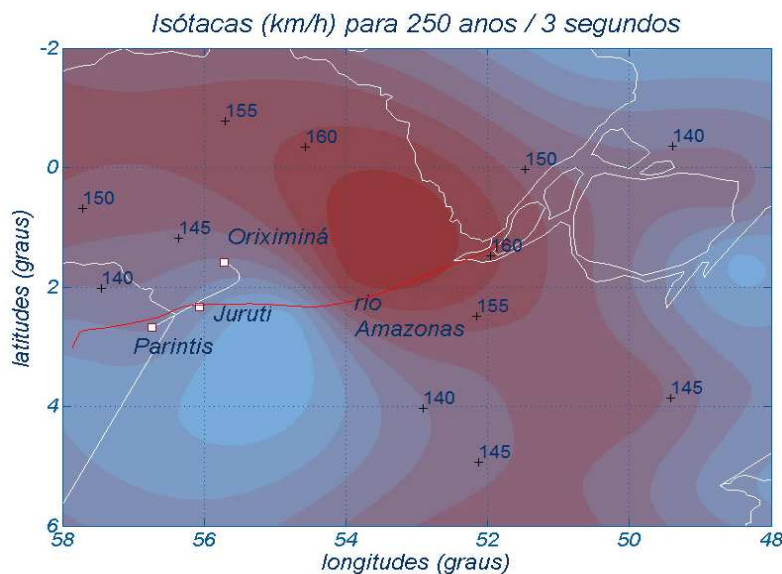 Isótacas (km/h) para 250 anos / 3 segundos
-2
155
160
150
140
0
150
145
Oriximiná
160
140
2
Juruti
rio
Amazonas
155
Parintis
latitudes (graus)
140
145
4
145
6
58
56
54
52
50
48
longitudes (graus)